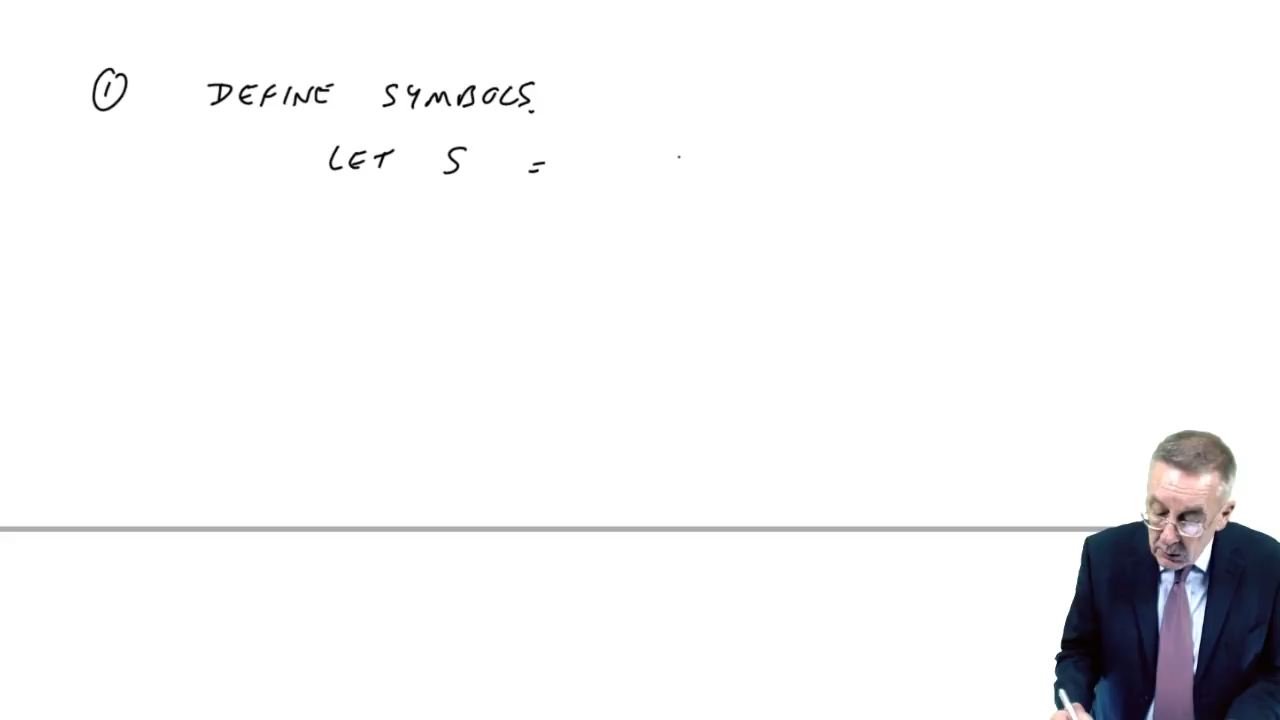 ① DEFINE SYMBOLS.
LET S =